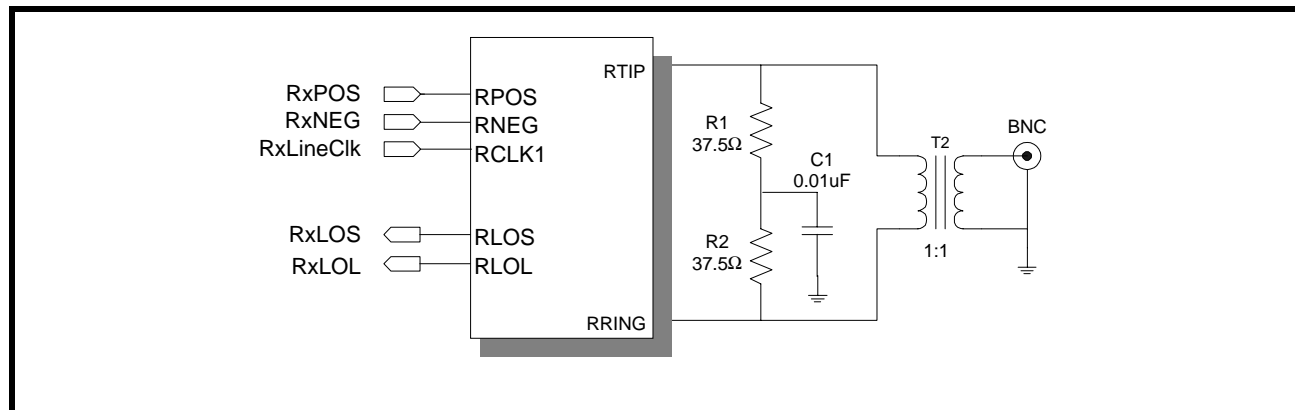 RxPOS
RxNEG
RxLineClk
RxLOS
RxLOL
RPOS
RNEG
RCLK1
RLOS
RLOL
RTIP
RRING
R1
37.5Ω
C1
0.01uF
R2
37.5Ω
T2
1:1
BNC